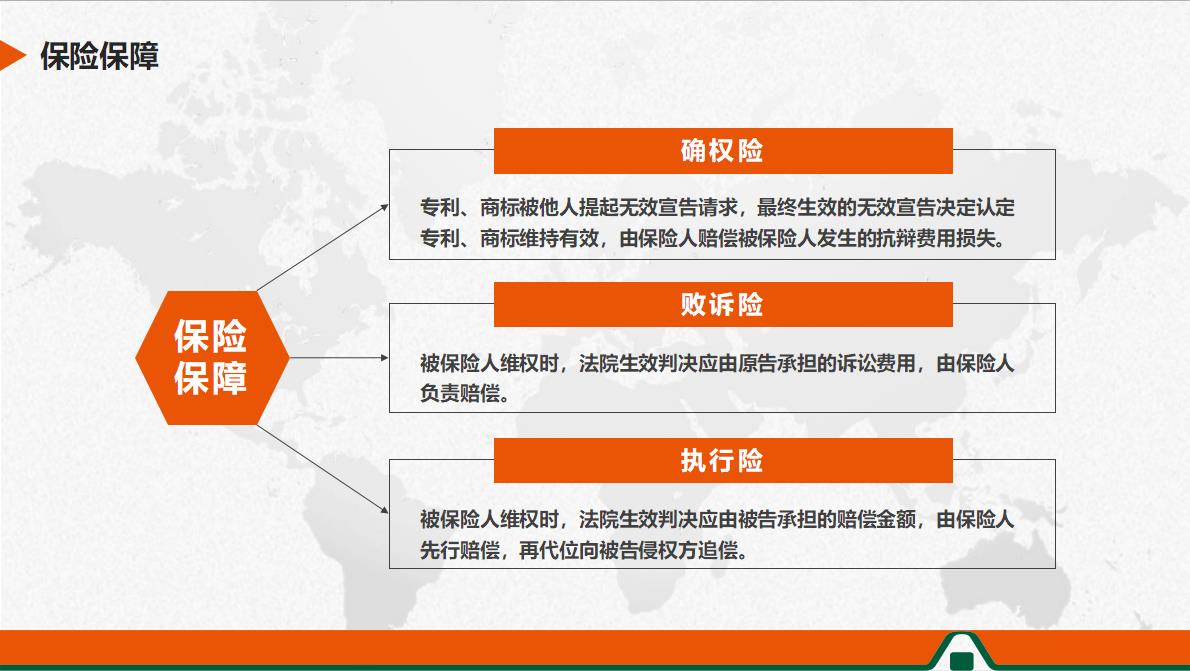 保险保障
确权险
专利、商标被他人提起无效宣告请求，最终生效的无效宣告决定认定
专利、商标维持有效，由保险人赔偿被保险人发生的抗辩费用损失。
保险
保障
败诉险
被保险人维权时，法院生效判决应由原告承担的诉讼费用，由保险人
负责赔偿。
执行险
被保险人维权时，法院生效判决应由被告承担的赔偿金额，由保险人
先行赔偿，再代位向被告侵权方追偿。